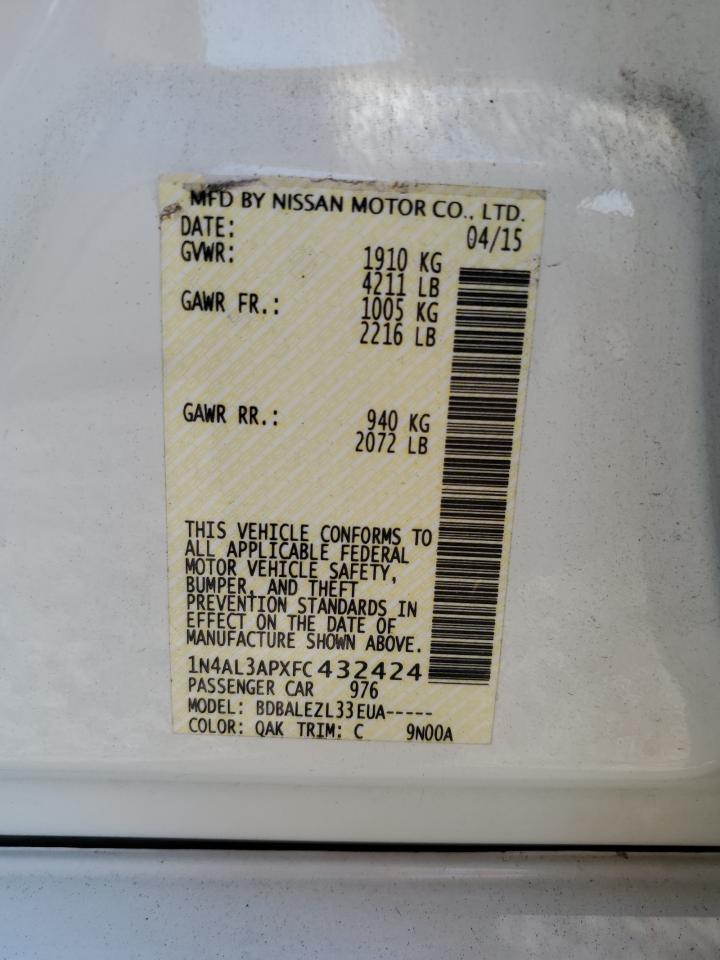 MFD BY NISSAN MOTOR CO., LTD.
DATE: 04/15
GVWR: 1910 KG
4211 LB
GAWR FR.: 1005 KG
2216 LB
GAWR RR.: 940 KG
2072 LB
THIS VEHICLE CONFORMS TO
ALL APPLICABLE FEDERAL
MOTOR VEHICLE SAFETY,
BUMPER, AND THEFT
PREVENTION STANDARDS IN
EFFECT ON THE DATE OF
MANUFACTURE SHOWN ABOVE.
1N4AL3APXFC432424
PASSENGER CAR 976
MODEL: BDBALEZL33EUA-----
COLOR: QAK TRIM: C 9N00A